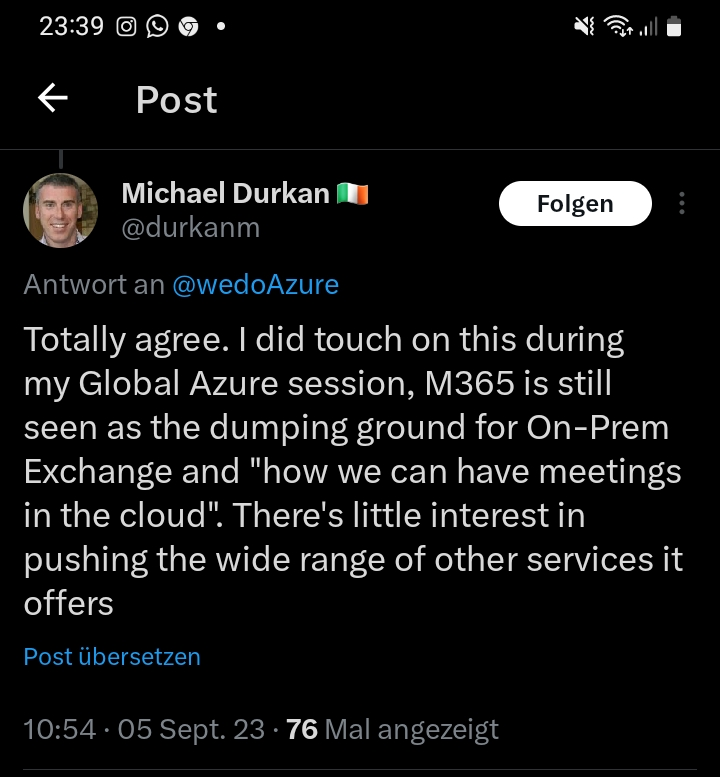 23:39
Post
Michael Durkan 🇮🇪
@durkanm
Folgen
Antwort an @wedoAzure
Totally agree. I did touch on this during
my Global Azure session, M365 is still
seen as the dumping ground for On-Prem
Exchange and "how we can have meetings
in the cloud". There's little interest in
pushing the wide range of other services it
offers
Post übersetzen
10:54 · 05 Sept. 23 · 76 Mal angezeigt